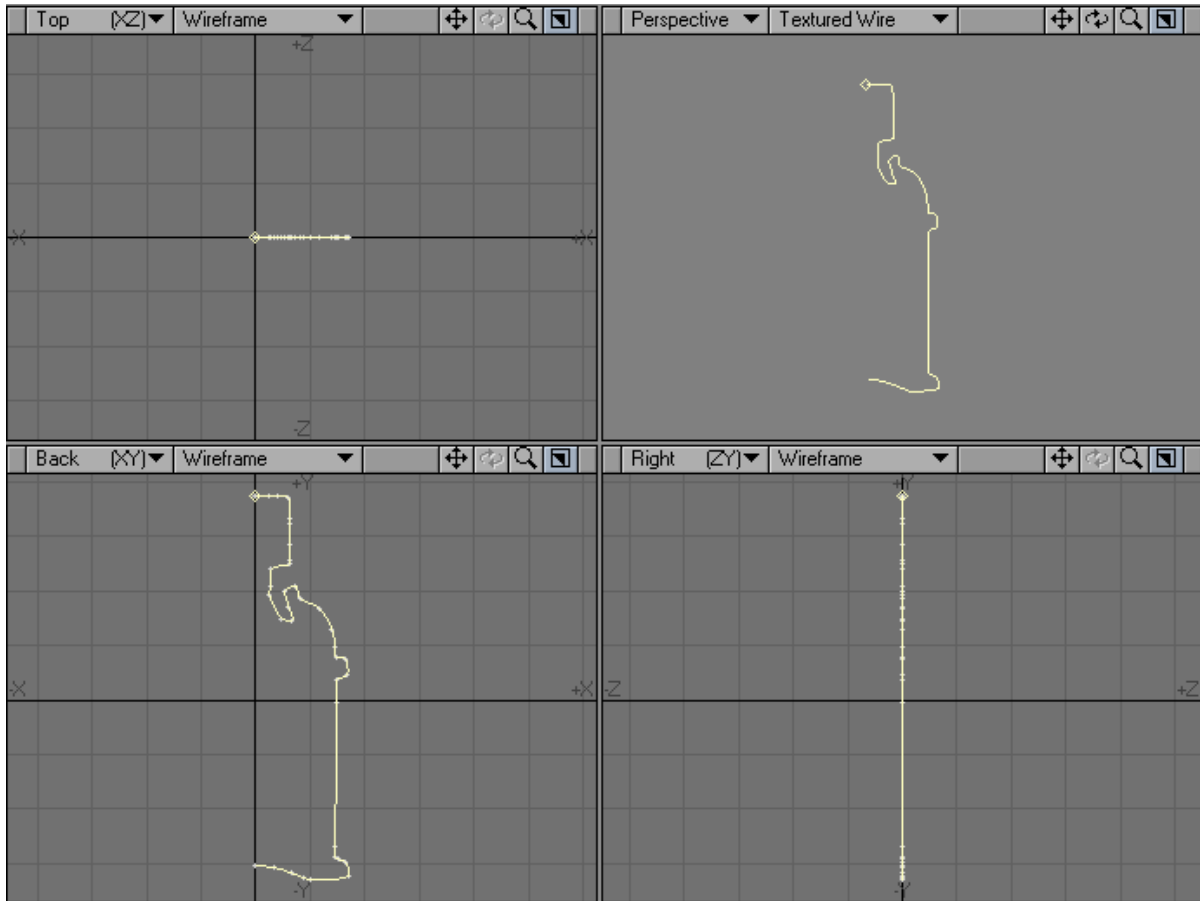 Top (XZ) Wireframe
Perspective Textured Wire
+Z
-X +X
-Z
Back (XY) Wireframe
Right (ZY) Wireframe
+Y
+Y
-X +X
-Z +Z
-Y
-Y